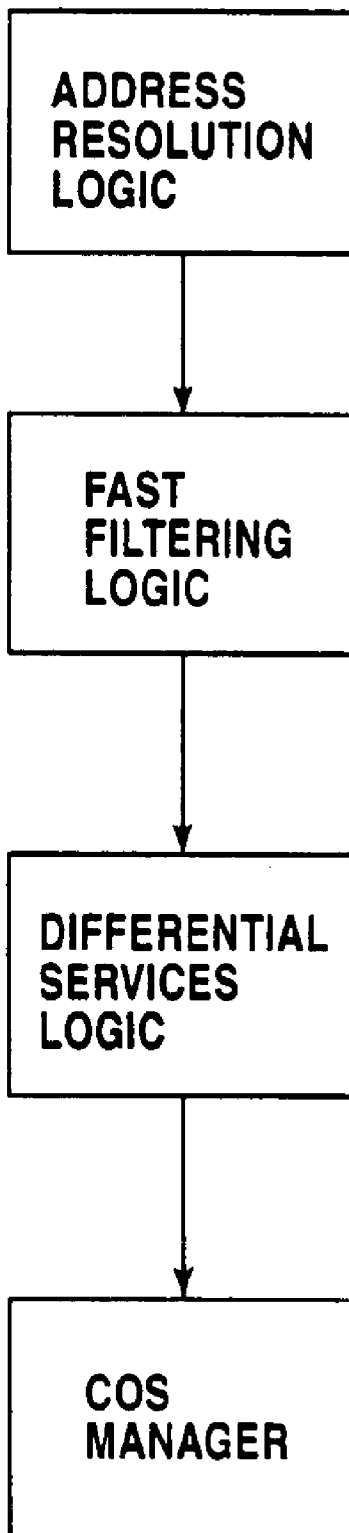 ADDRESS
RESOLUTION
LOGIC
FAST
FILTERING
LOGIC
DIFFERENTIAL
SERVICES
LOGIC
COS
MANAGER